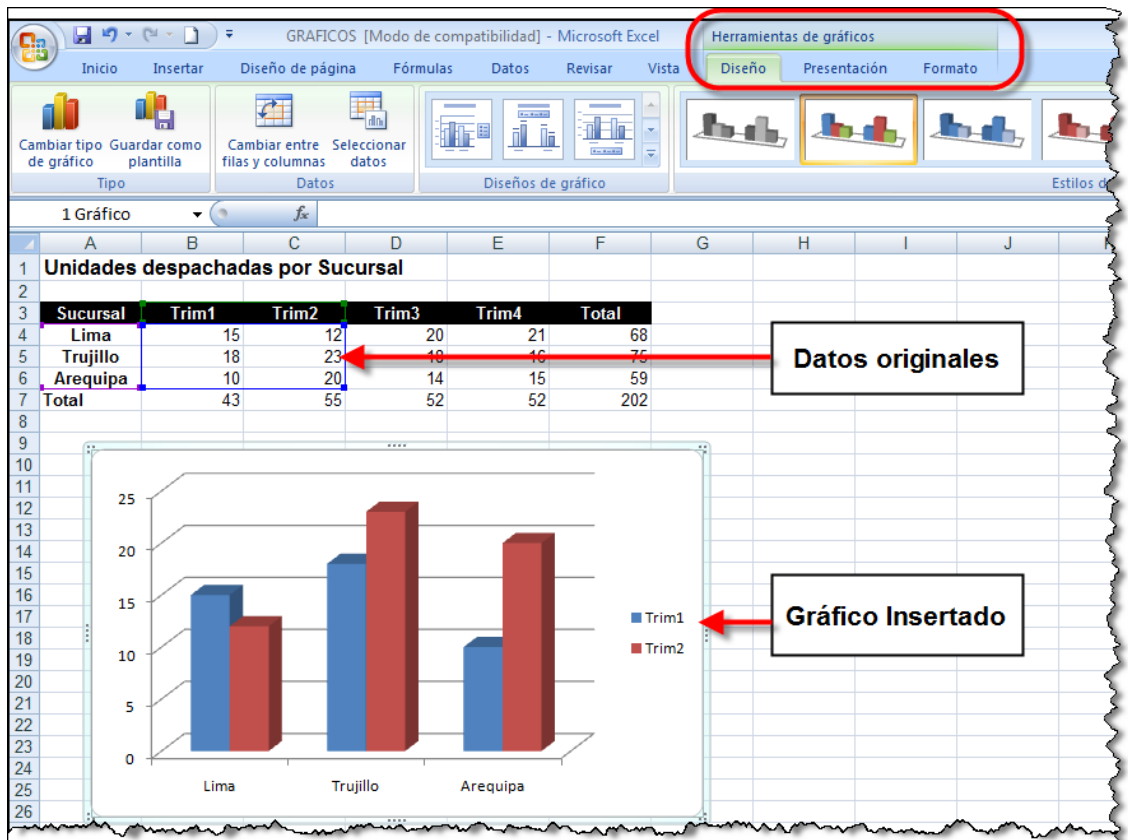 GRAFICOS [Modo de compatibilidad] - Microsoft Excel
Herramientas de gráficos
Inicio Insertar Diseño de página Fórmulas Datos Revisar Vista Diseño Presentación Formato
Cambiar tipo de gráfico
Guardar como plantilla
Cambiar entre filas y columnas
Seleccionar datos
Tipo Datos Diseños de gráfico Estilos d
1 Gráfico fx
A B C D E F G H I J
1 Unidades despachadas por Sucursal
2
3 Sucursal Trim1 Trim2 Trim3 Trim4 Total
4 Lima 15 12 20 21 68
5 Trujillo 18 23 18 16 75
6 Arequipa 10 20 14 15 59
7 Total 43 55 52 52 202
8
9
10
11
12
13
14
15
16
17
18
19
20
21
22
23
24
25
26
Datos originales
25
20
15
10
5
0
Lima Trujillo Arequipa
Trim1
Trim2
Gráfico Insertado